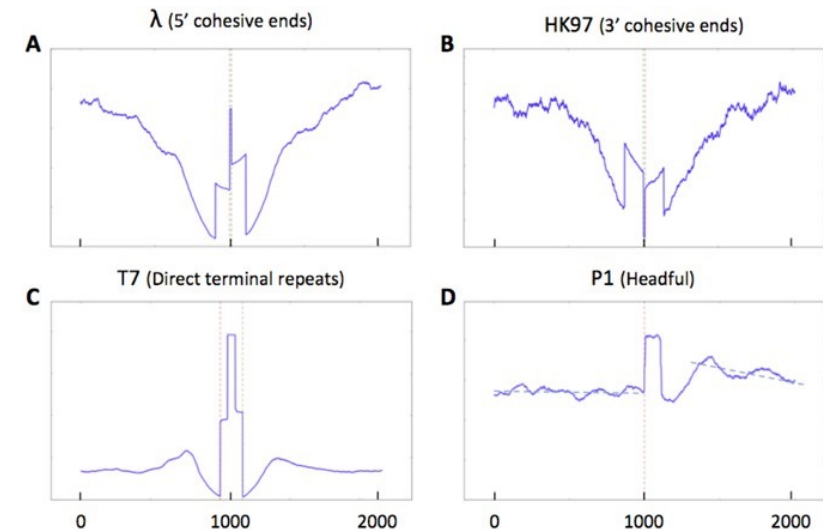 A
λ (5’ cohesive ends)
B
HK97 (3’ cohesive ends)
C
T7 (Direct terminal repeats)
0 1000 2000
D
P1 (Headful)
0 1000 2000